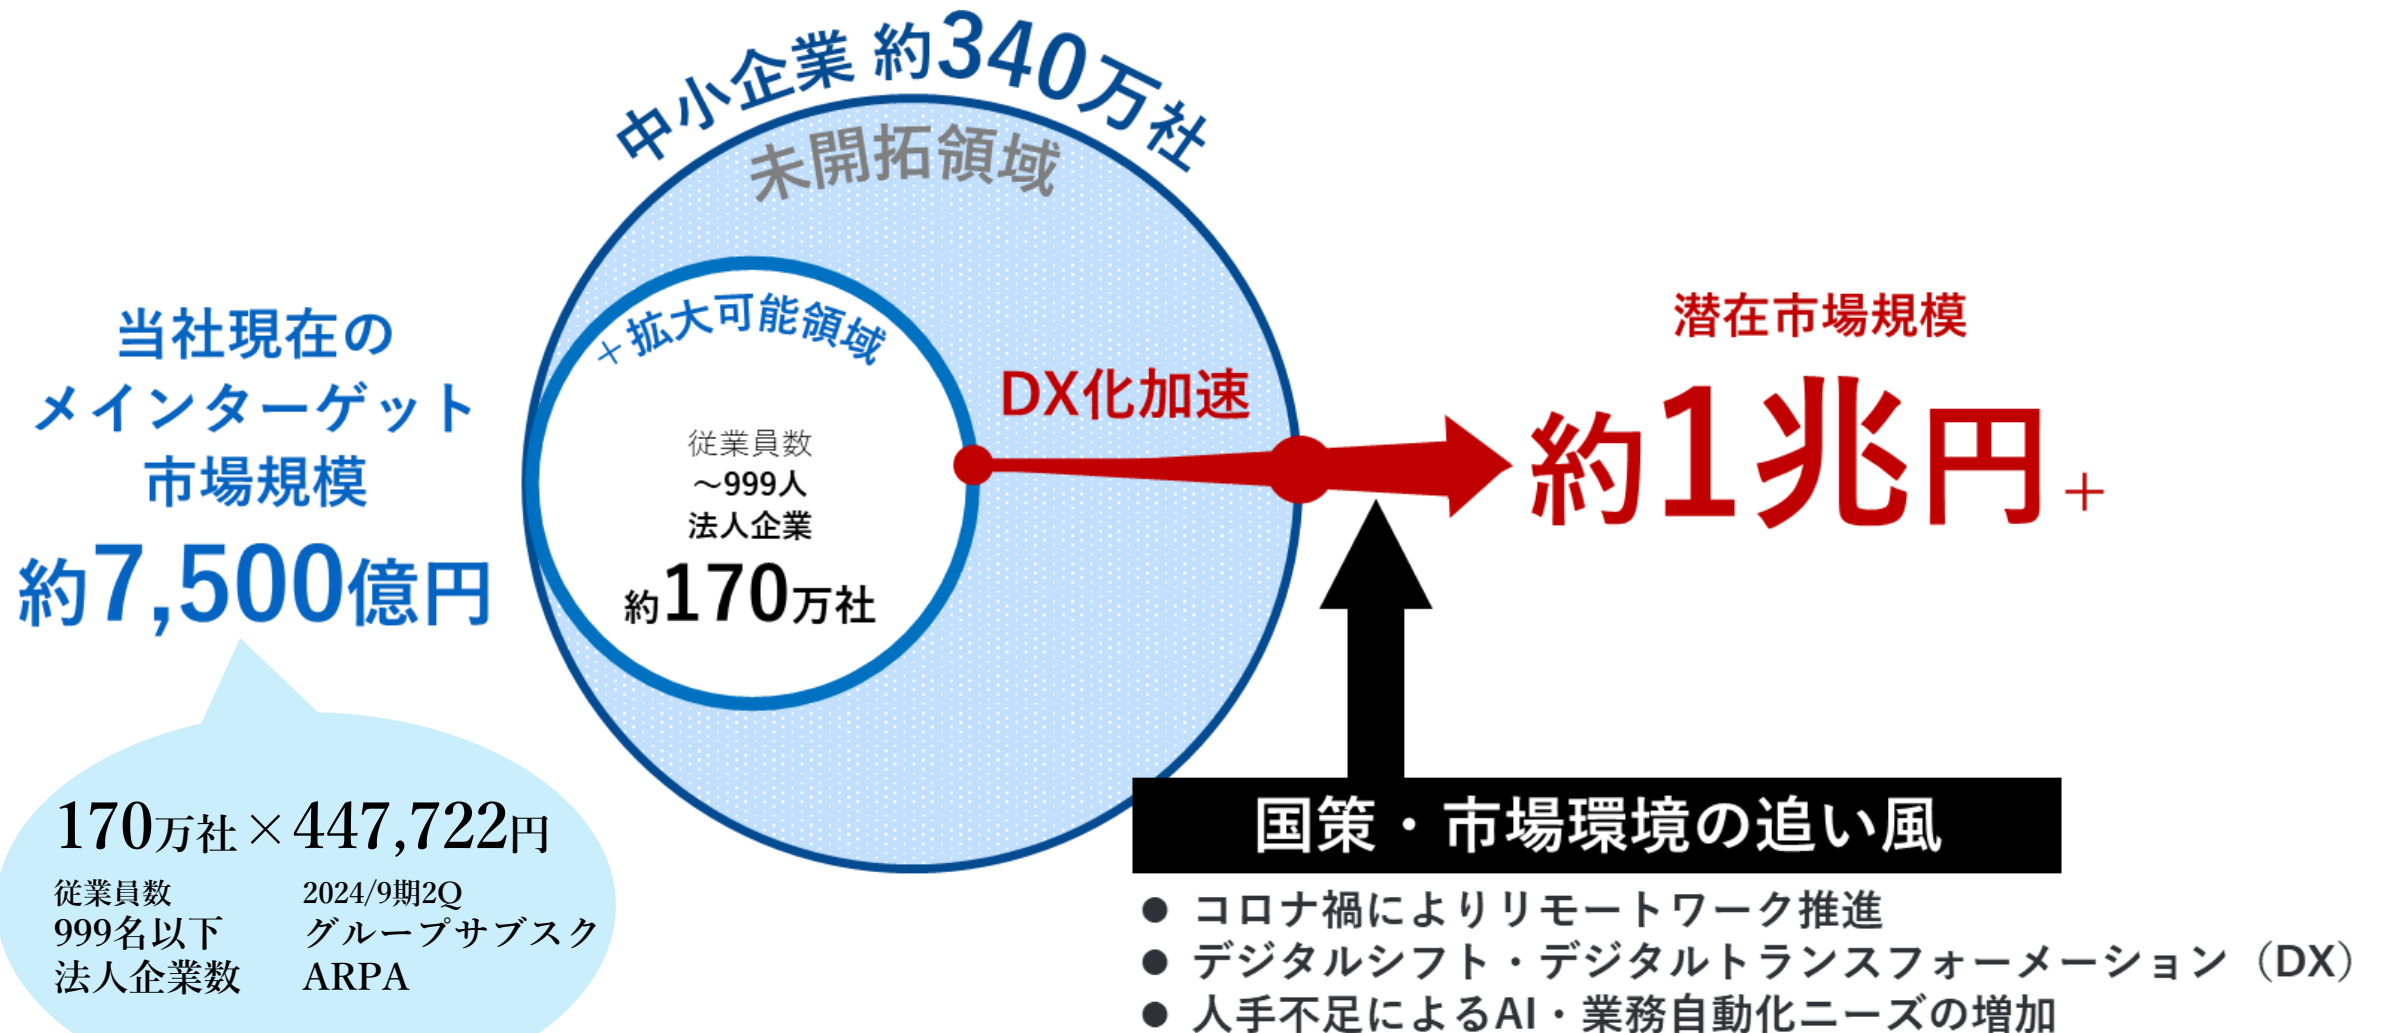 中小企業 約340万社
未開拓領域
当社現在の
メインターゲット
市場規模
約7,500億円
＋拡大可能領域
従業員数
～999人
法人企業
約170万社
DX化加速
潜在市場規模
約1兆円＋
170万社×447,722円
従業員数
999名以下
法人企業数
2024/9期2Q
グループサブスク
ARPA
国策・市場環境の追い風
● コロナ禍によりリモートワーク推進
● デジタルシフト・デジタルトランスフォーメーション（DX）
● 人手不足によるAI・業務自動化ニーズの増加